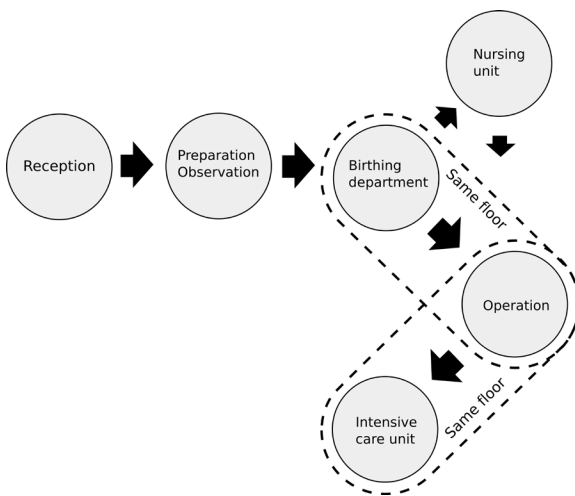 Reception
Preparation
Observation
Birthing
department
Nursing
unit
Same floor
Operation
Same floor
Intensive
care unit